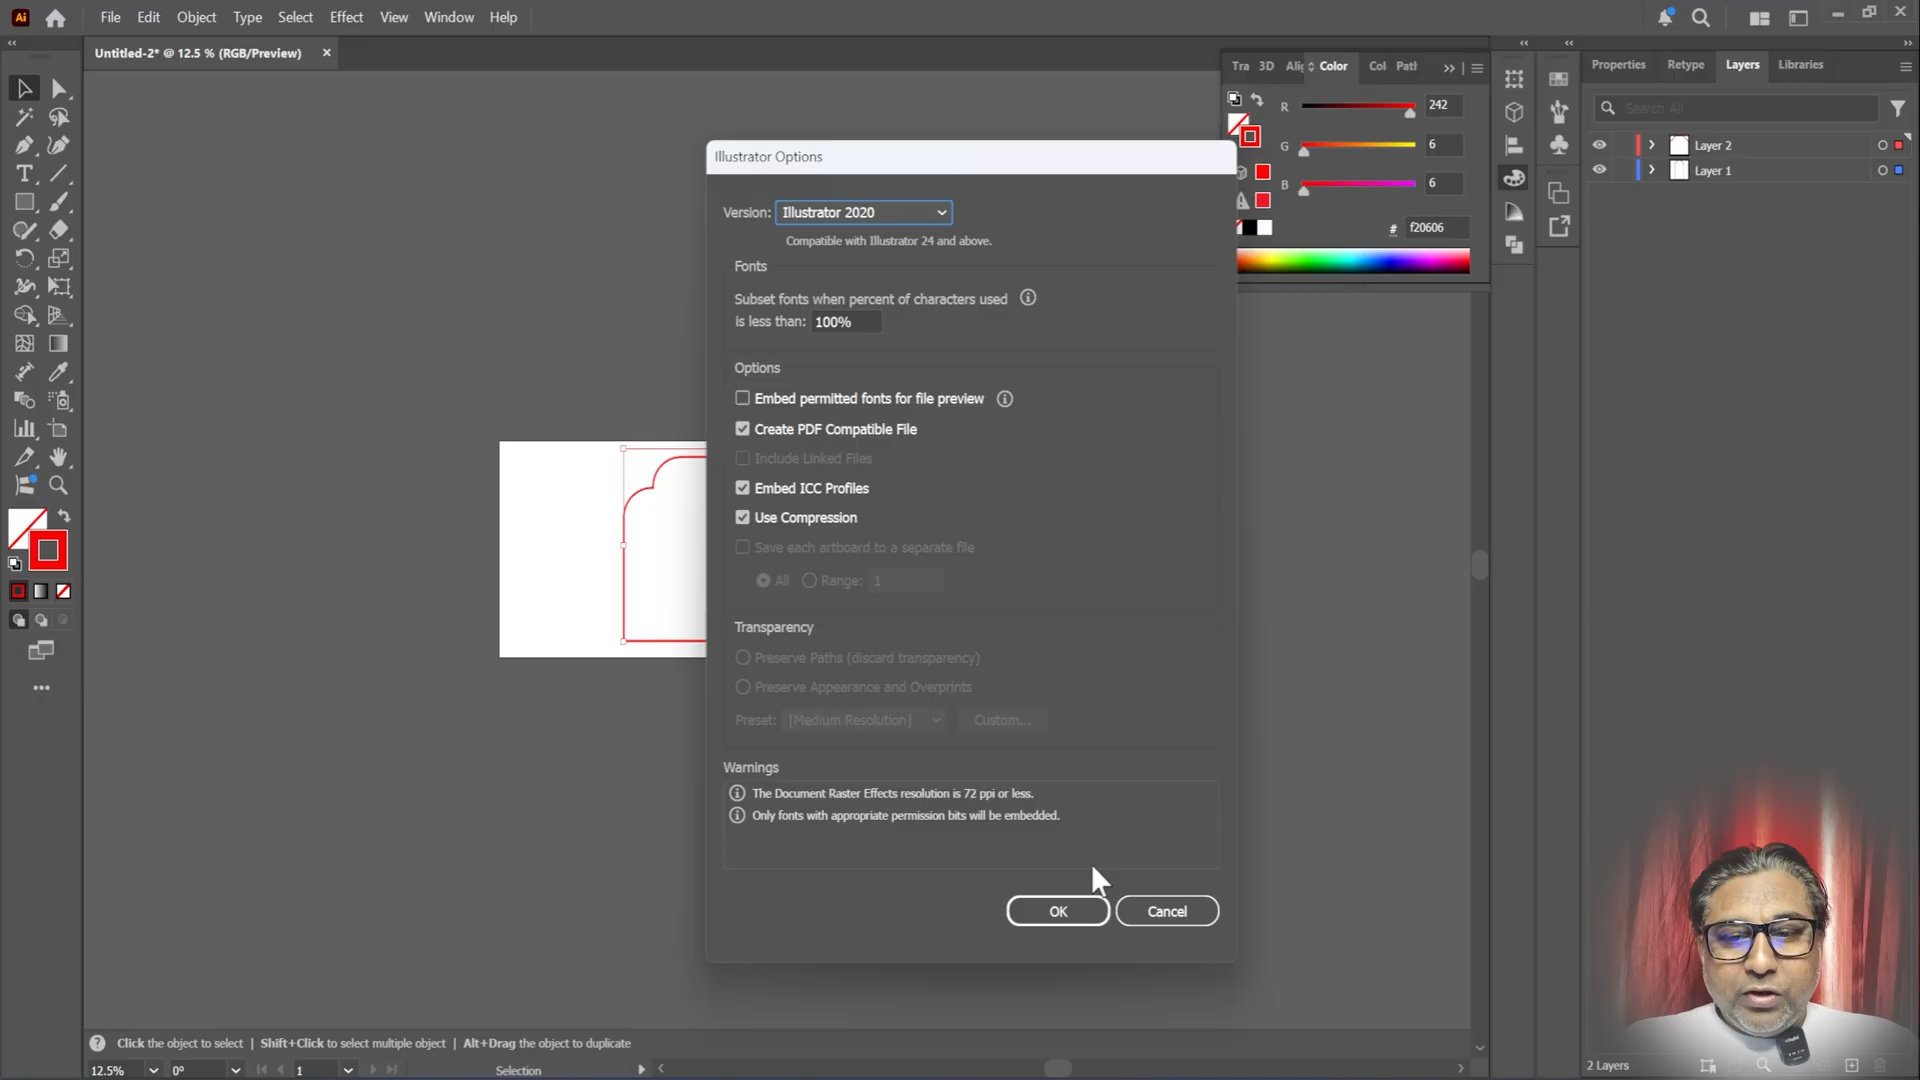 Ai File Edit Object Type Select Effect View Window Help
Untitled-2* @ 12.5 % (RGB/Preview) ×
Tra 3D Alig Color Col Path
Properties Retype Layers Libraries
Search All
R 242
G 6
B 6
# f20606
Layer 2
Layer 1
Illustrator Options
Version: Illustrator 2020
Compatible with Illustrator 24 and above.
Fonts
Subset fonts when percent of characters used
is less than: 100%
Options
Embed permitted fonts for file preview
Create PDF Compatible File
Include Linked Files
Embed ICC Profiles
Use Compression
Save each artboard to a separate file
All Range: 1
Transparency
Preserve Paths (discard transparency)
Preserve Appearance and Overprints
Preset: [Medium Resolution] Custom...
Warnings
The Document Raster Effects resolution is 72 ppi or less.
Only fonts with appropriate permission bits will be embedded.
OK Cancel
Click the object to select | Shift+Click to select multiple object | Alt+Drag the object to duplicate
12.5% 0° 1 Selection
2 Layers